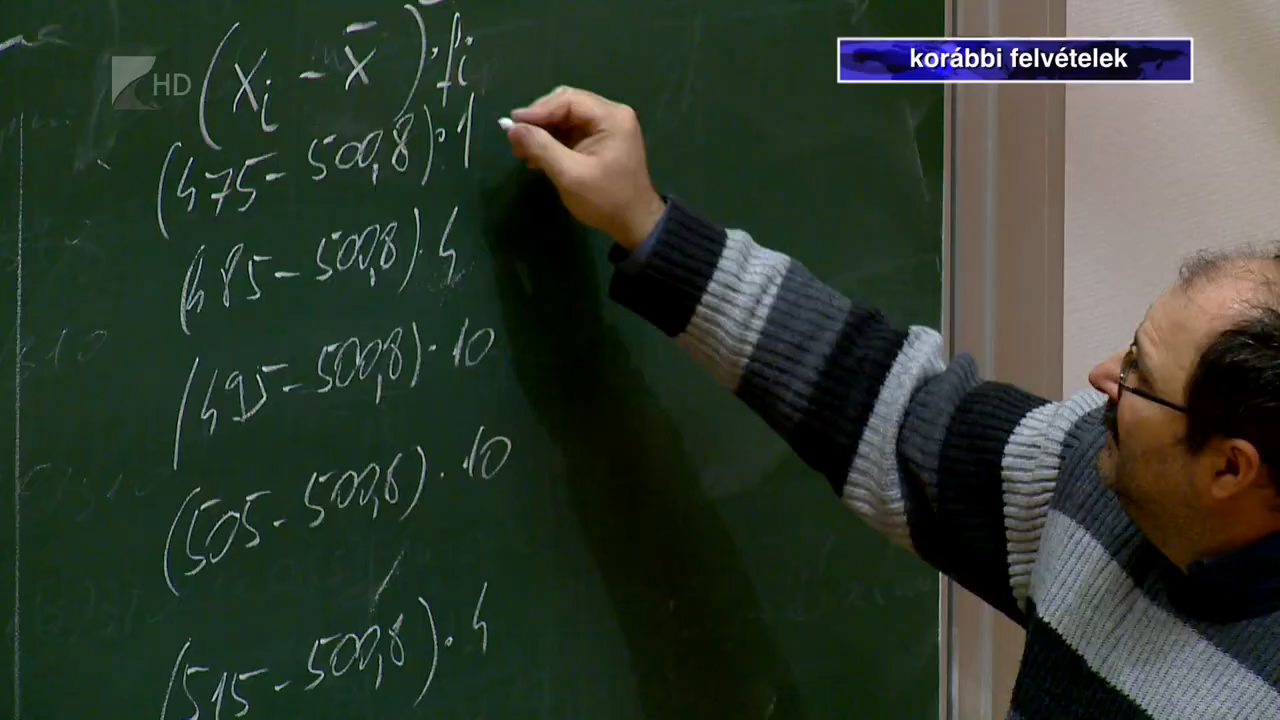 HD
korábbi felvételek
(xi - x̄)·fi
(475 - 500,8)·1
(485 - 500,8)·4
(495 - 500,8)·10
(505 - 500,8)·10
(515 - 500,8)·4